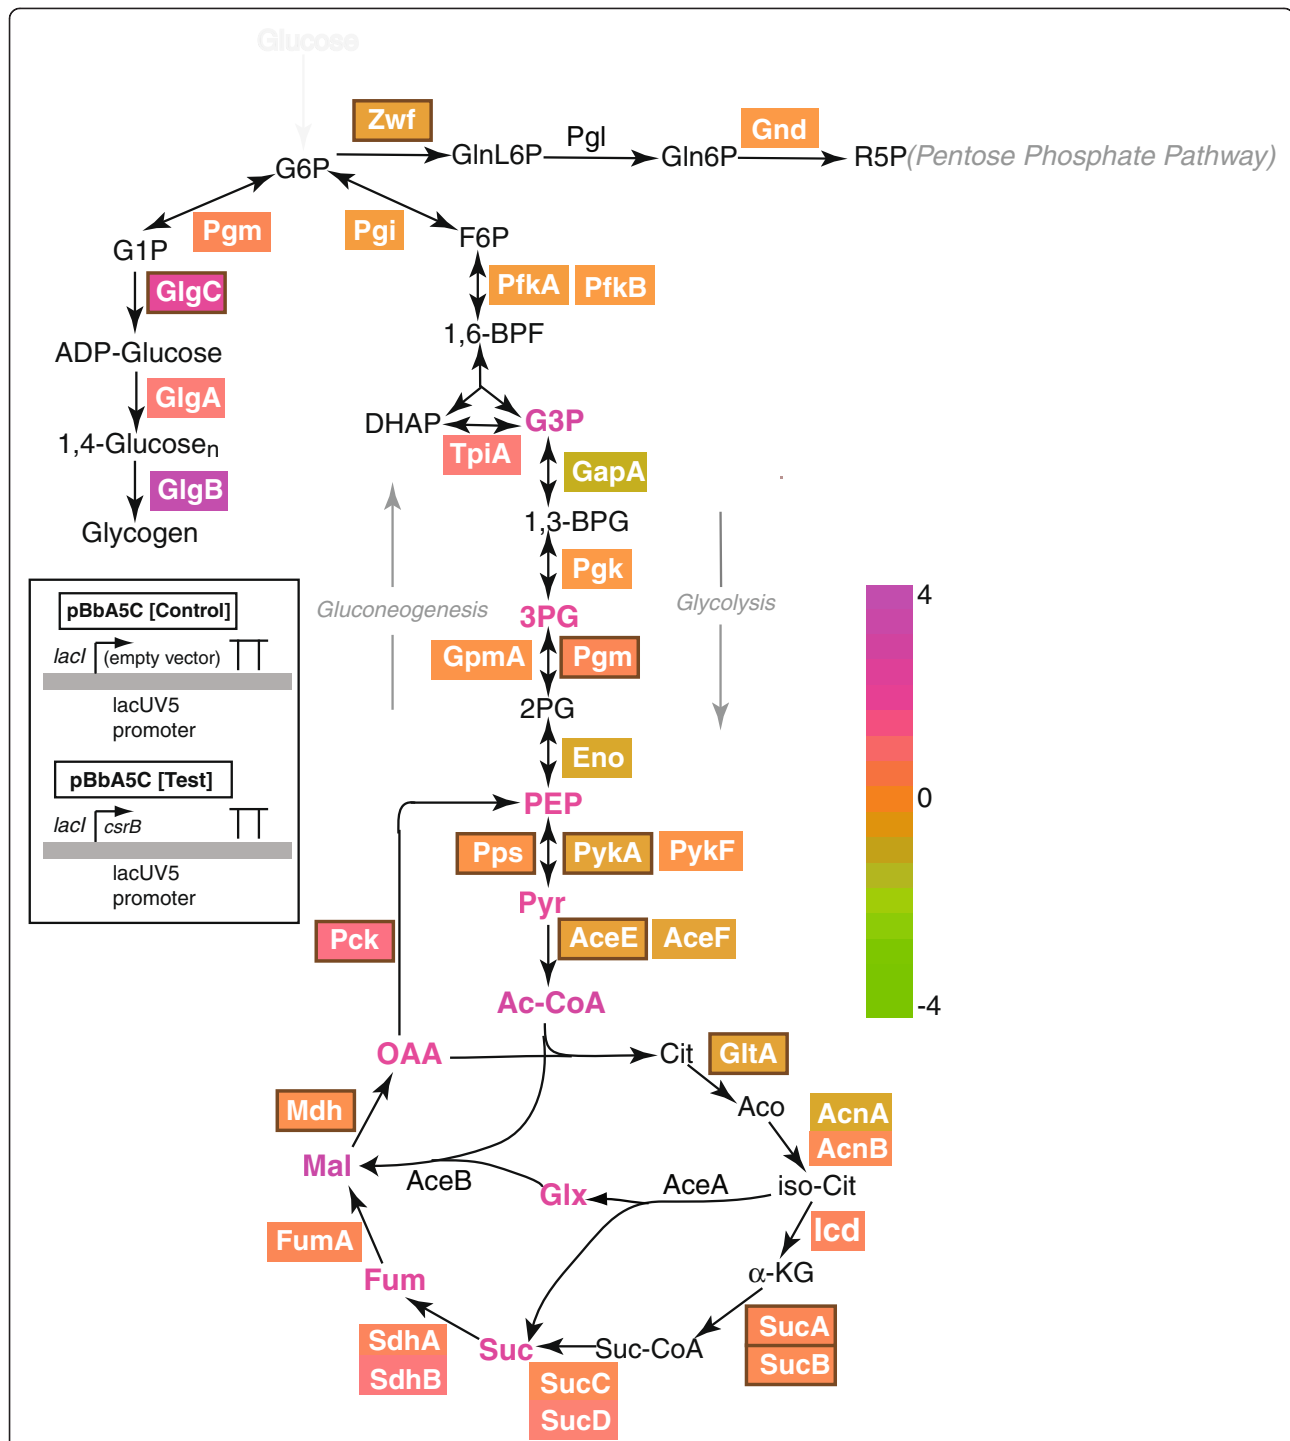 Glucose
Zwf
G6P
GlnL6P
Pgl
Gln6P
Gnd
R5P(Pentose Phosphate Pathway)
Pgm
Pgi
G1P
F6P
GlgC
PfkA
PfkB
ADP-Glucose
1,6-BPF
GlgA
DHAP
G3P
TpiA
1,4-Glucosen
GapA
GlgB
Glycogen
1,3-BPG
Pgk
Gluconeogenesis
3PG
Glycolysis
GpmA
Pgm
2PG
Eno
PEP
Pps
PykA
PykF
Pyr
Pck
AceE
AceF
Ac-CoA
pBbA5C [Control]
lacI
(empty vector)
lacUV5
promoter
pBbA5C [Test]
lacI
csrB
lacUV5
promoter
4
0
-4
OAA
Cit
GltA
Mdh
Aco
AcnA
AcnB
Mal
AceB
Glx
AceA
iso-Cit
Icd
FumA
Fum
α-KG
SdhA
SdhB
Suc
Suc-CoA
SucA
SucB
SucC
SucD